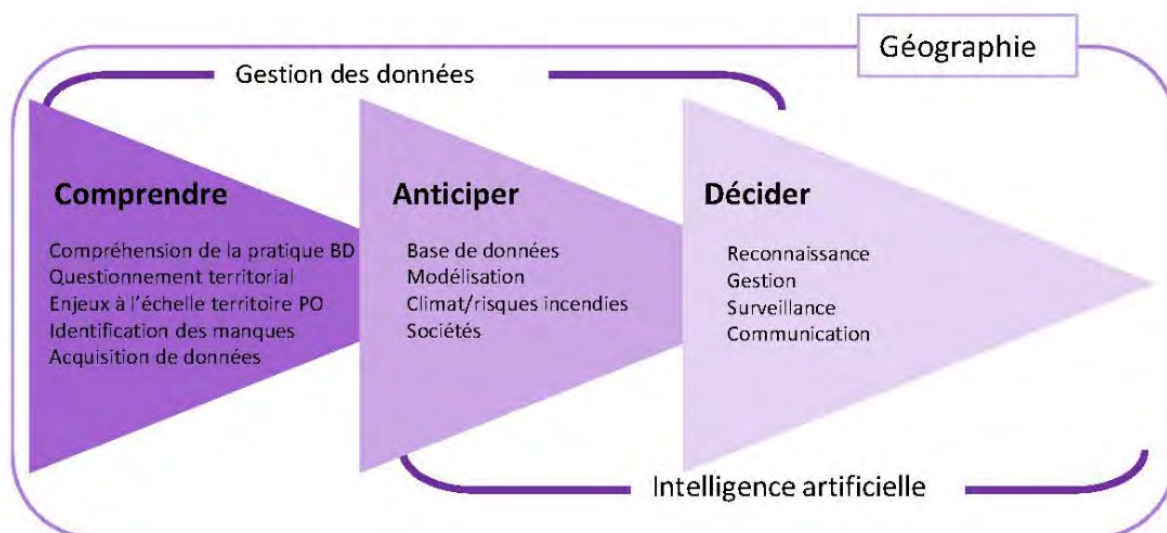 Géographie
Gestion des données
Comprendre
Compréhension de la pratique BD
Questionnement territorial
Enjeux à l'échelle territoire PO
Identification des manques
Acquisition de données
Anticiper
Base de données
Modélisation
Climat/risques incendies
Sociétés
Décider
Reconnaissance
Gestion
Surveillance
Communication
Intelligence artificielle